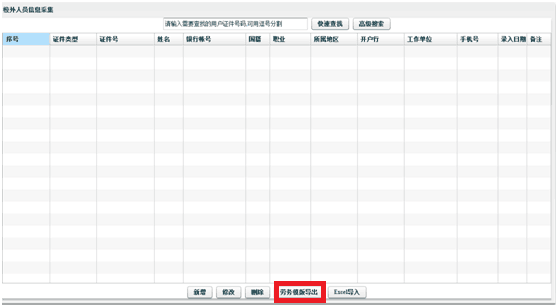 校外人员信息采集
请输入需要查找的用户证件号码,可用逗号分割 快速查找 高级搜索
序号 证件类型 证件号 姓名 银行帐号 国籍 职业 所属地区 开户行 工作单位 手机号 录入日期 备注
新增 修改 删除 劳务模版导出 Excel导入